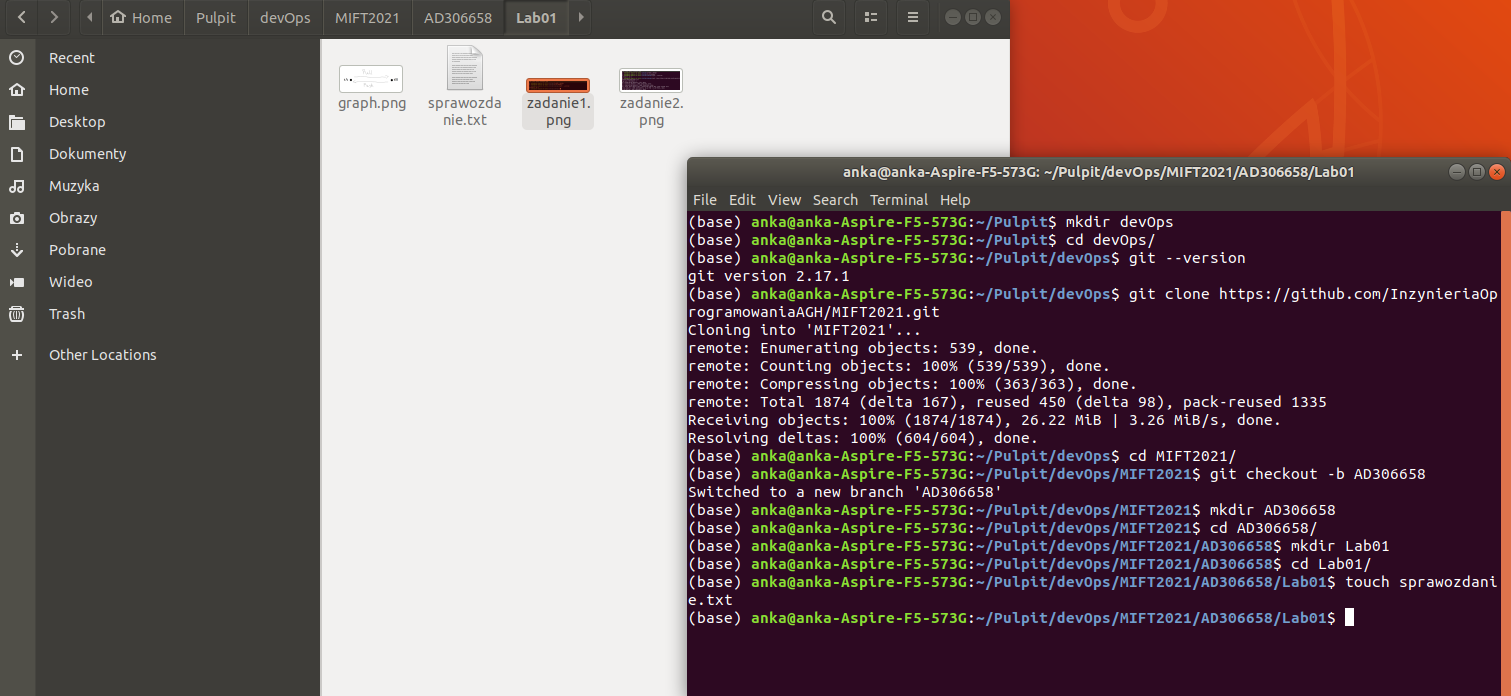 Home Pulpit devOps MIFT2021 AD306658 Lab01
Recent
Home
Desktop
Dokumenty
Muzyka
Obrazy
Pobrane
Wideo
Trash
Other Locations
graph.png
sprawozda
nie.txt
zadanie1.
png
zadanie2.
png
anka@anka-Aspire-F5-573G: ~/Pulpit/devOps/MIFT2021/AD306658/Lab01
File Edit View Search Terminal Help
(base) anka@anka-Aspire-F5-573G:~/Pulpit$ mkdir devOps
(base) anka@anka-Aspire-F5-573G:~/Pulpit$ cd devOps/
(base) anka@anka-Aspire-F5-573G:~/Pulpit/devOps$ git --version
git version 2.17.1
(base) anka@anka-Aspire-F5-573G:~/Pulpit/devOps$ git clone https://github.com/InzynieriaOp
rogramowaniaAGH/MIFT2021.git
Cloning into 'MIFT2021'...
remote: Enumerating objects: 539, done.
remote: Counting objects: 100% (539/539), done.
remote: Compressing objects: 100% (363/363), done.
remote: Total 1874 (delta 167), reused 450 (delta 98), pack-reused 1335
Receiving objects: 100% (1874/1874), 26.22 MiB | 3.26 MiB/s, done.
Resolving deltas: 100% (604/604), done.
(base) anka@anka-Aspire-F5-573G:~/Pulpit/devOps$ cd MIFT2021/
(base) anka@anka-Aspire-F5-573G:~/Pulpit/devOps/MIFT2021$ git checkout -b AD306658
Switched to a new branch 'AD306658'
(base) anka@anka-Aspire-F5-573G:~/Pulpit/devOps/MIFT2021$ mkdir AD306658
(base) anka@anka-Aspire-F5-573G:~/Pulpit/devOps/MIFT2021$ cd AD306658/
(base) anka@anka-Aspire-F5-573G:~/Pulpit/devOps/MIFT2021/AD306658$ mkdir Lab01
(base) anka@anka-Aspire-F5-573G:~/Pulpit/devOps/MIFT2021/AD306658$ cd Lab01/
(base) anka@anka-Aspire-F5-573G:~/Pulpit/devOps/MIFT2021/AD306658/Lab01$ touch sprawozdani
e.txt
(base) anka@anka-Aspire-F5-573G:~/Pulpit/devOps/MIFT2021/AD306658/Lab01$